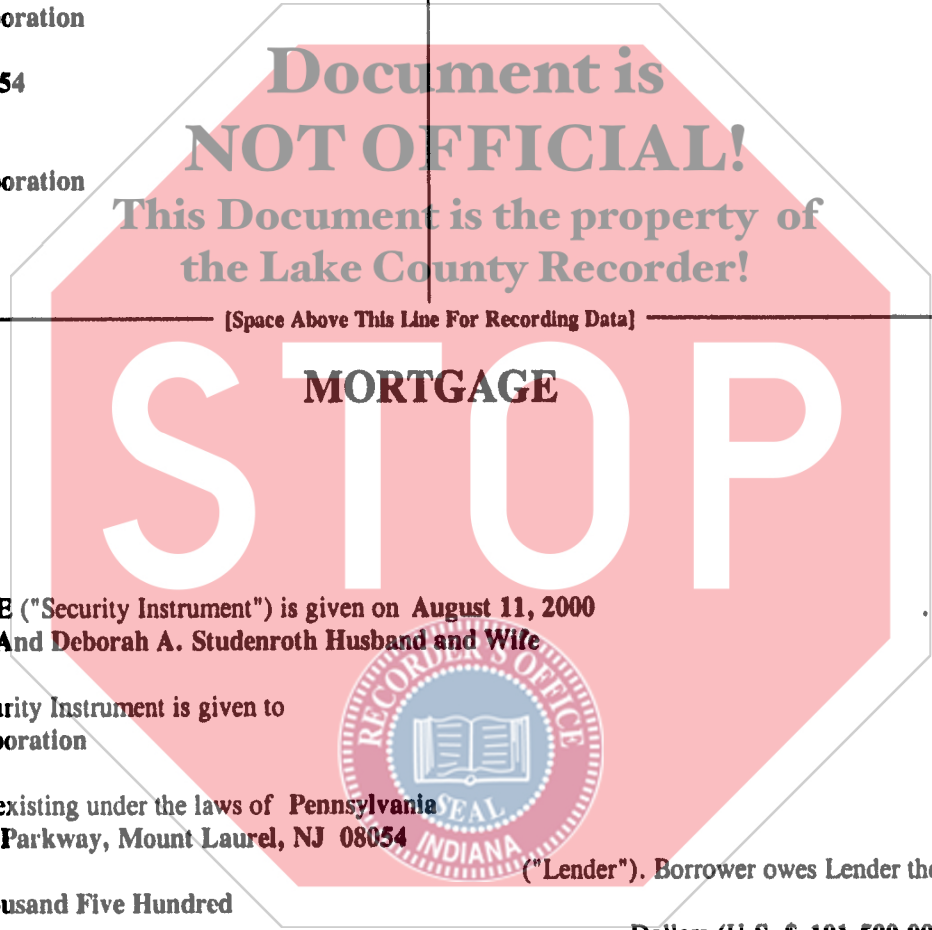 oration
54
oration
Document is
NOT OFFICIAL!
This Document is the property of
the Lake County Recorder!
[Space Above This Line For Recording Data]
MORTGAGE
STOP
E ("Security Instrument") is given on August 11, 2000
And Deborah A. Studenroth Husband and Wife
urity Instrument is given to
oration
existing under the laws of Pennsylvania
Parkway, Mount Laurel, NJ 08054
("Lender"). Borrower owes Lender the
usand Five Hundred
RECORDER'S OFFICE
SEAL
INDIANA